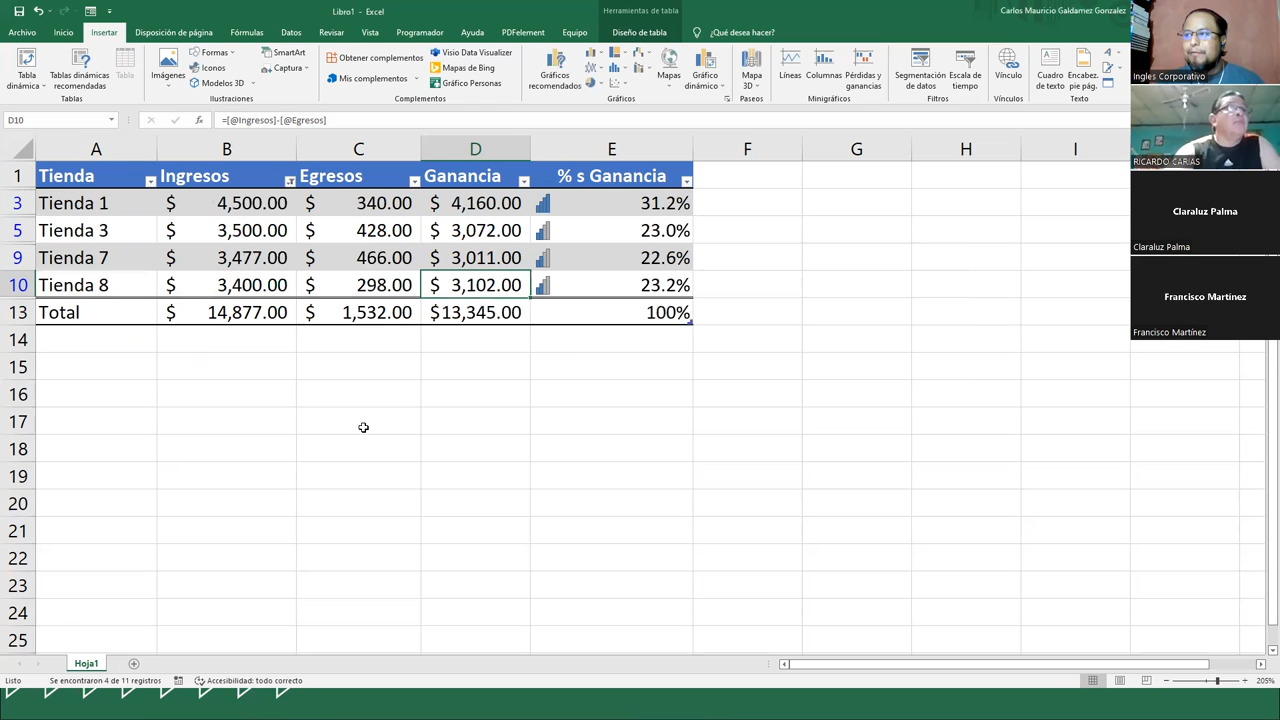 Libro1 - Excel
Herramientas de tabla
Carlos Mauricio Galdamez Gonzalez
Archivo Inicio Insertar Disposición de página Fórmulas Datos Revisar Vista Programador Ayuda PDFelement Equipo Diseño de tabla ¿Qué desea hacer?
Tabla dinámica
Tablas dinámicas recomendadas
Tabla
Tablas
Imágenes
Formas
Iconos
Modelos 3D
SmartArt
Captura
Ilustraciones
Obtener complementos
Mis complementos
Visio Data Visualizer
Mapas de Bing
Gráfico Personas
Complementos
Gráficos recomendados
Mapas
Gráfico dinámico
Gráficos
Mapa 3D
Paseos
Líneas
Columnas
Pérdidas y ganancias
Minigráficos
Segmentación de datos
Escala de tiempo
Filtros
Vínculo
Vínculos
Cuadro de texto
Encabez. pie pág.
Texto
D10 fx =[@Ingresos]-[@Egresos]
A B C D E F G H I
1 Tienda Ingresos Egresos Ganancia % s Ganancia
3 Tienda 1 $ 4,500.00 $ 340.00 $ 4,160.00 31.2%
5 Tienda 3 $ 3,500.00 $ 428.00 $ 3,072.00 23.0%
9 Tienda 7 $ 3,477.00 $ 466.00 $ 3,011.00 22.6%
10 Tienda 8 $ 3,400.00 $ 298.00 $ 3,102.00 23.2%
13 Total $ 14,877.00 $ 1,532.00 $13,345.00 100%
14
15
16
17
18
19
20
21
22
23
24
25
Hoja1
Listo Se encontraron 4 de 11 registros Accesibilidad: todo correcto 205%
Ingles Corporativo
RICARDO CARIAS
Claraluz Palma
Claraluz Palma
Francisco Martínez
Francisco Martínez